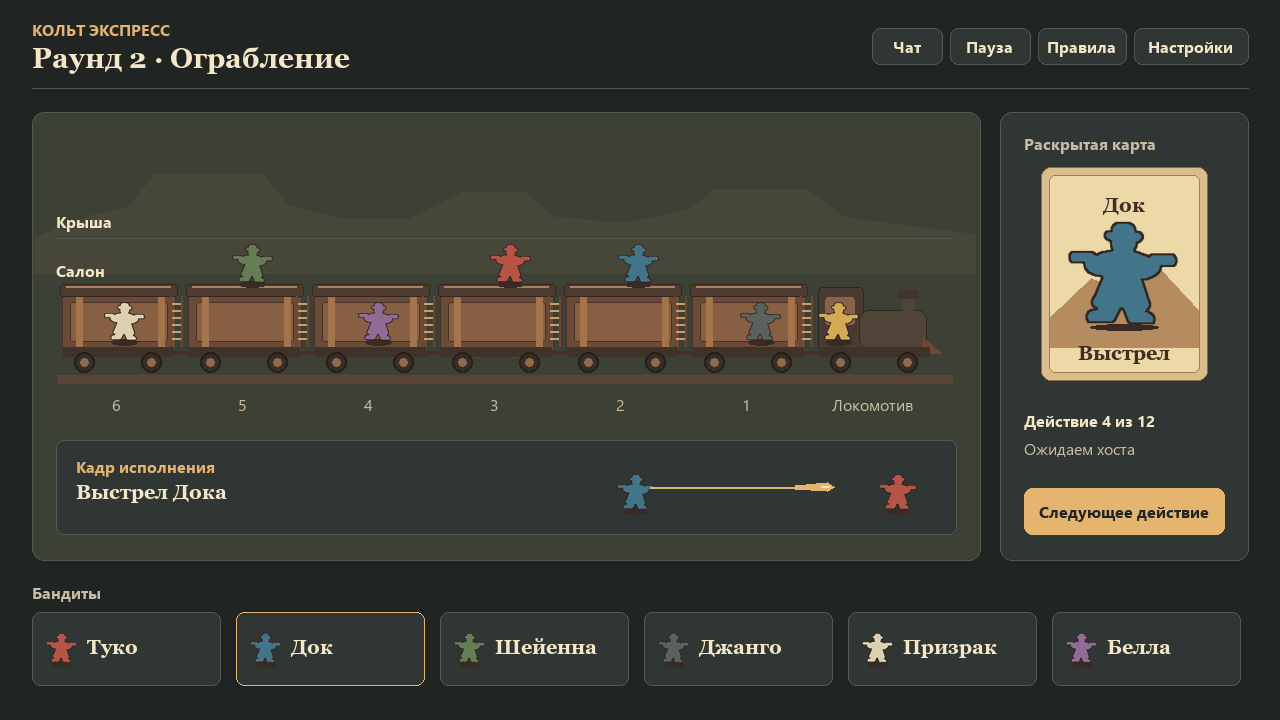 КОЛЬТ ЭКСПРЕСС
Раунд 2 · Ограбление
Чат
Пауза
Правила
Настройки
Крыша
Салон
6
5
4
3
2
1
Локомотив
Кадр исполнения
Выстрел Дока
Раскрытая карта
Док
Выстрел
Действие 4 из 12
Ожидаем хоста
Следующее действие
Бандиты
Туко
Док
Шейенна
Джанго
Призрак
Белла